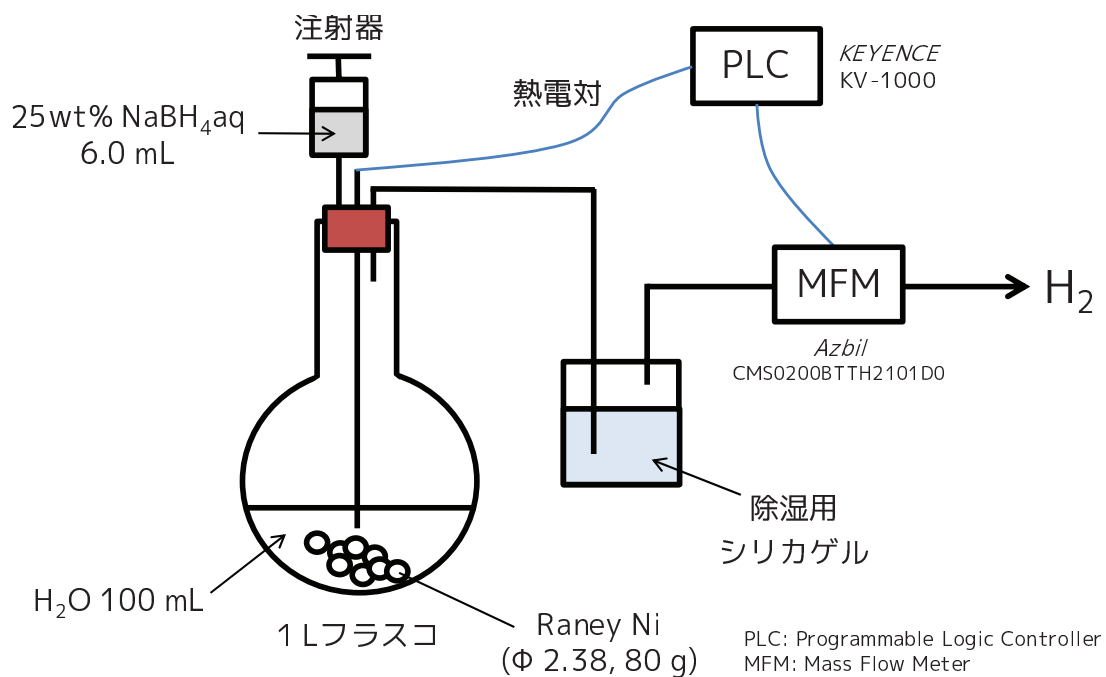 注射器
25wt% NaBH₄aq
6.0 mL
熱電対
PLC
KEYENCE
KV-1000
MFM
H₂
Azbil
CMS0200BTTH2101D0
除湿用
シリカゲル
H₂O 100 mL
1Lフラスコ
Raney Ni
(Φ 2.38, 80 g)
PLC: Programmable Logic Controller
MFM: Mass Flow Meter